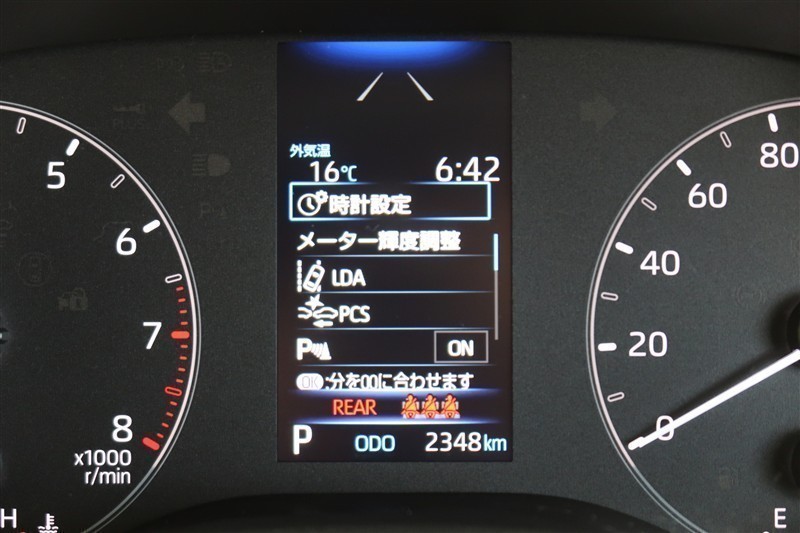 外気温
16℃ 6:42
時計設定
メーター輝度調整
LDA
PCS
P ON
OK:分を00に合わせます
REAR
P ODO 2348km
5
6
7
8
x1000
r/min
H
80
60
40
20
0
E